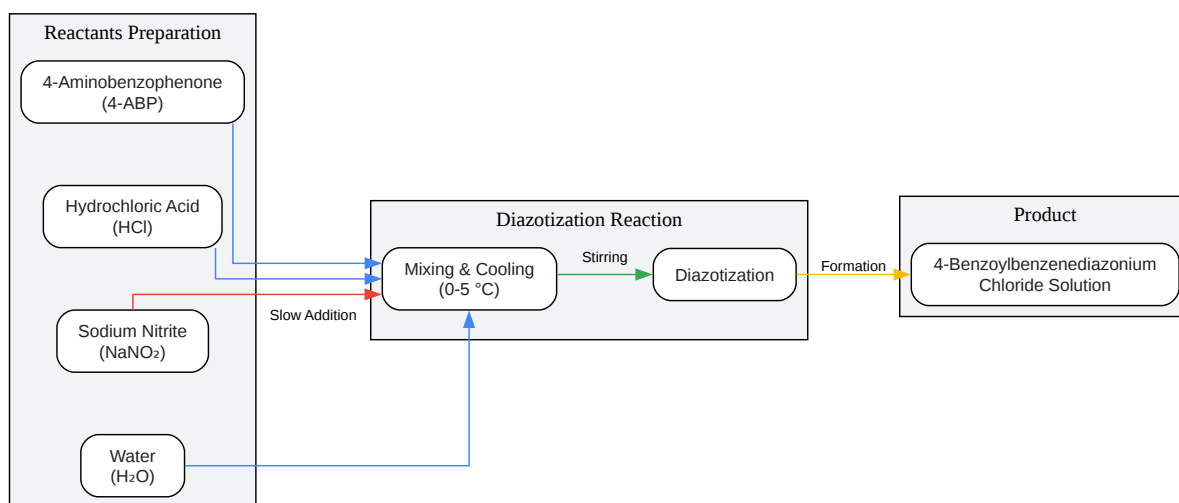 Reactants Preparation
4-Aminobenzophenone
(4-ABP)
Hydrochloric Acid
(HCl)
Sodium Nitrite
(NaNO₂)
Water
(H₂O)
Slow Addition
Diazotization Reaction
Mixing & Cooling
(0-5 °C)
Stirring
Diazotization
Formation
Product
4-Benzoylbenzenediazonium
Chloride Solution